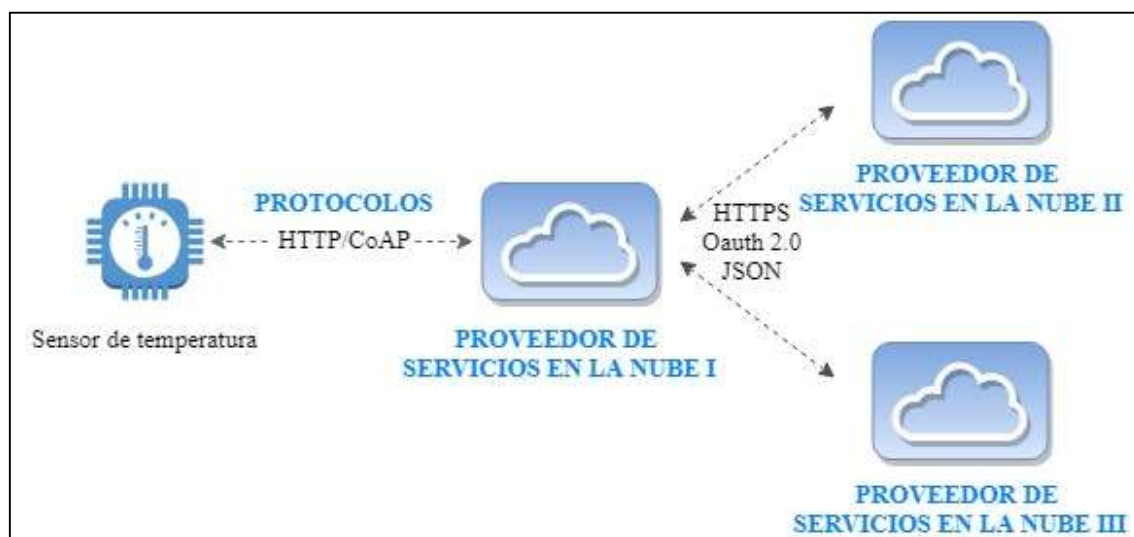 PROTOCOLOS
HTTP/CoAP
Sensor de temperatura
PROVEEDOR DE
SERVICIOS EN LA NUBE I
HTTPS
Oauth 2.0
JSON
PROVEEDOR DE
SERVICIOS EN LA NUBE II
PROVEEDOR DE
SERVICIOS EN LA NUBE III